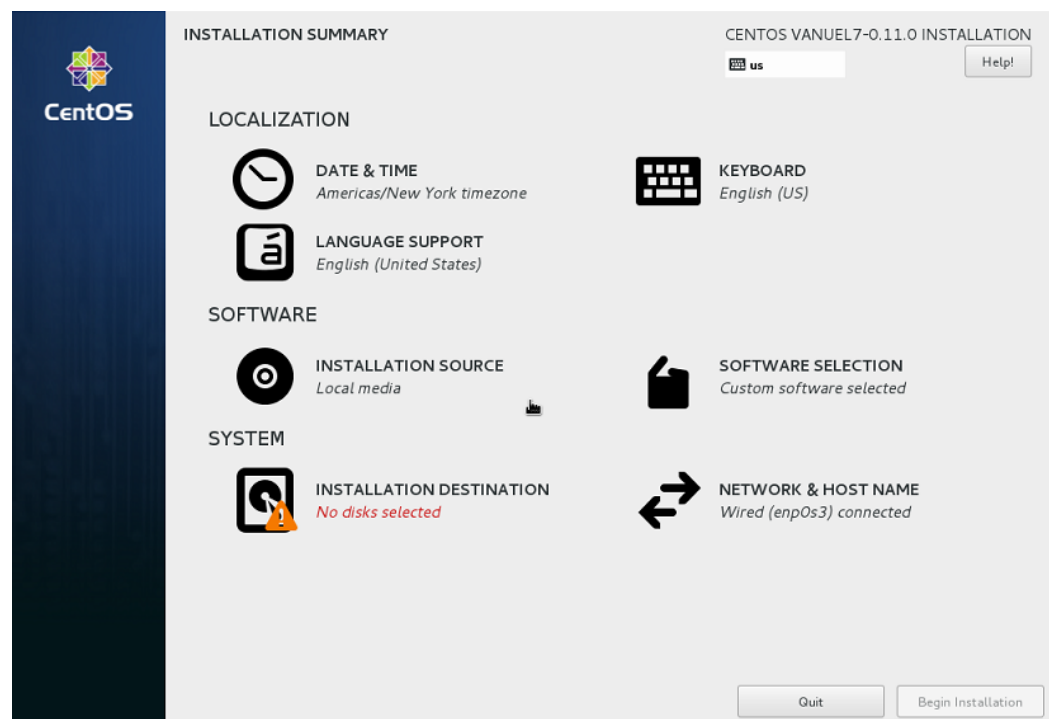 INSTALLATION SUMMARY
CENTOS VANUEL7-0.11.0 INSTALLATION
us
Help!
CentOS
LOCALIZATION
DATE & TIME
Americas/New York timezone
KEYBOARD
English (US)
á
LANGUAGE SUPPORT
English (United States)
SOFTWARE
INSTALLATION SOURCE
Local media
SOFTWARE SELECTION
Custom software selected
SYSTEM
INSTALLATION DESTINATION
No disks selected
NETWORK & HOST NAME
Wired (enp0s3) connected
Quit
Begin Installation